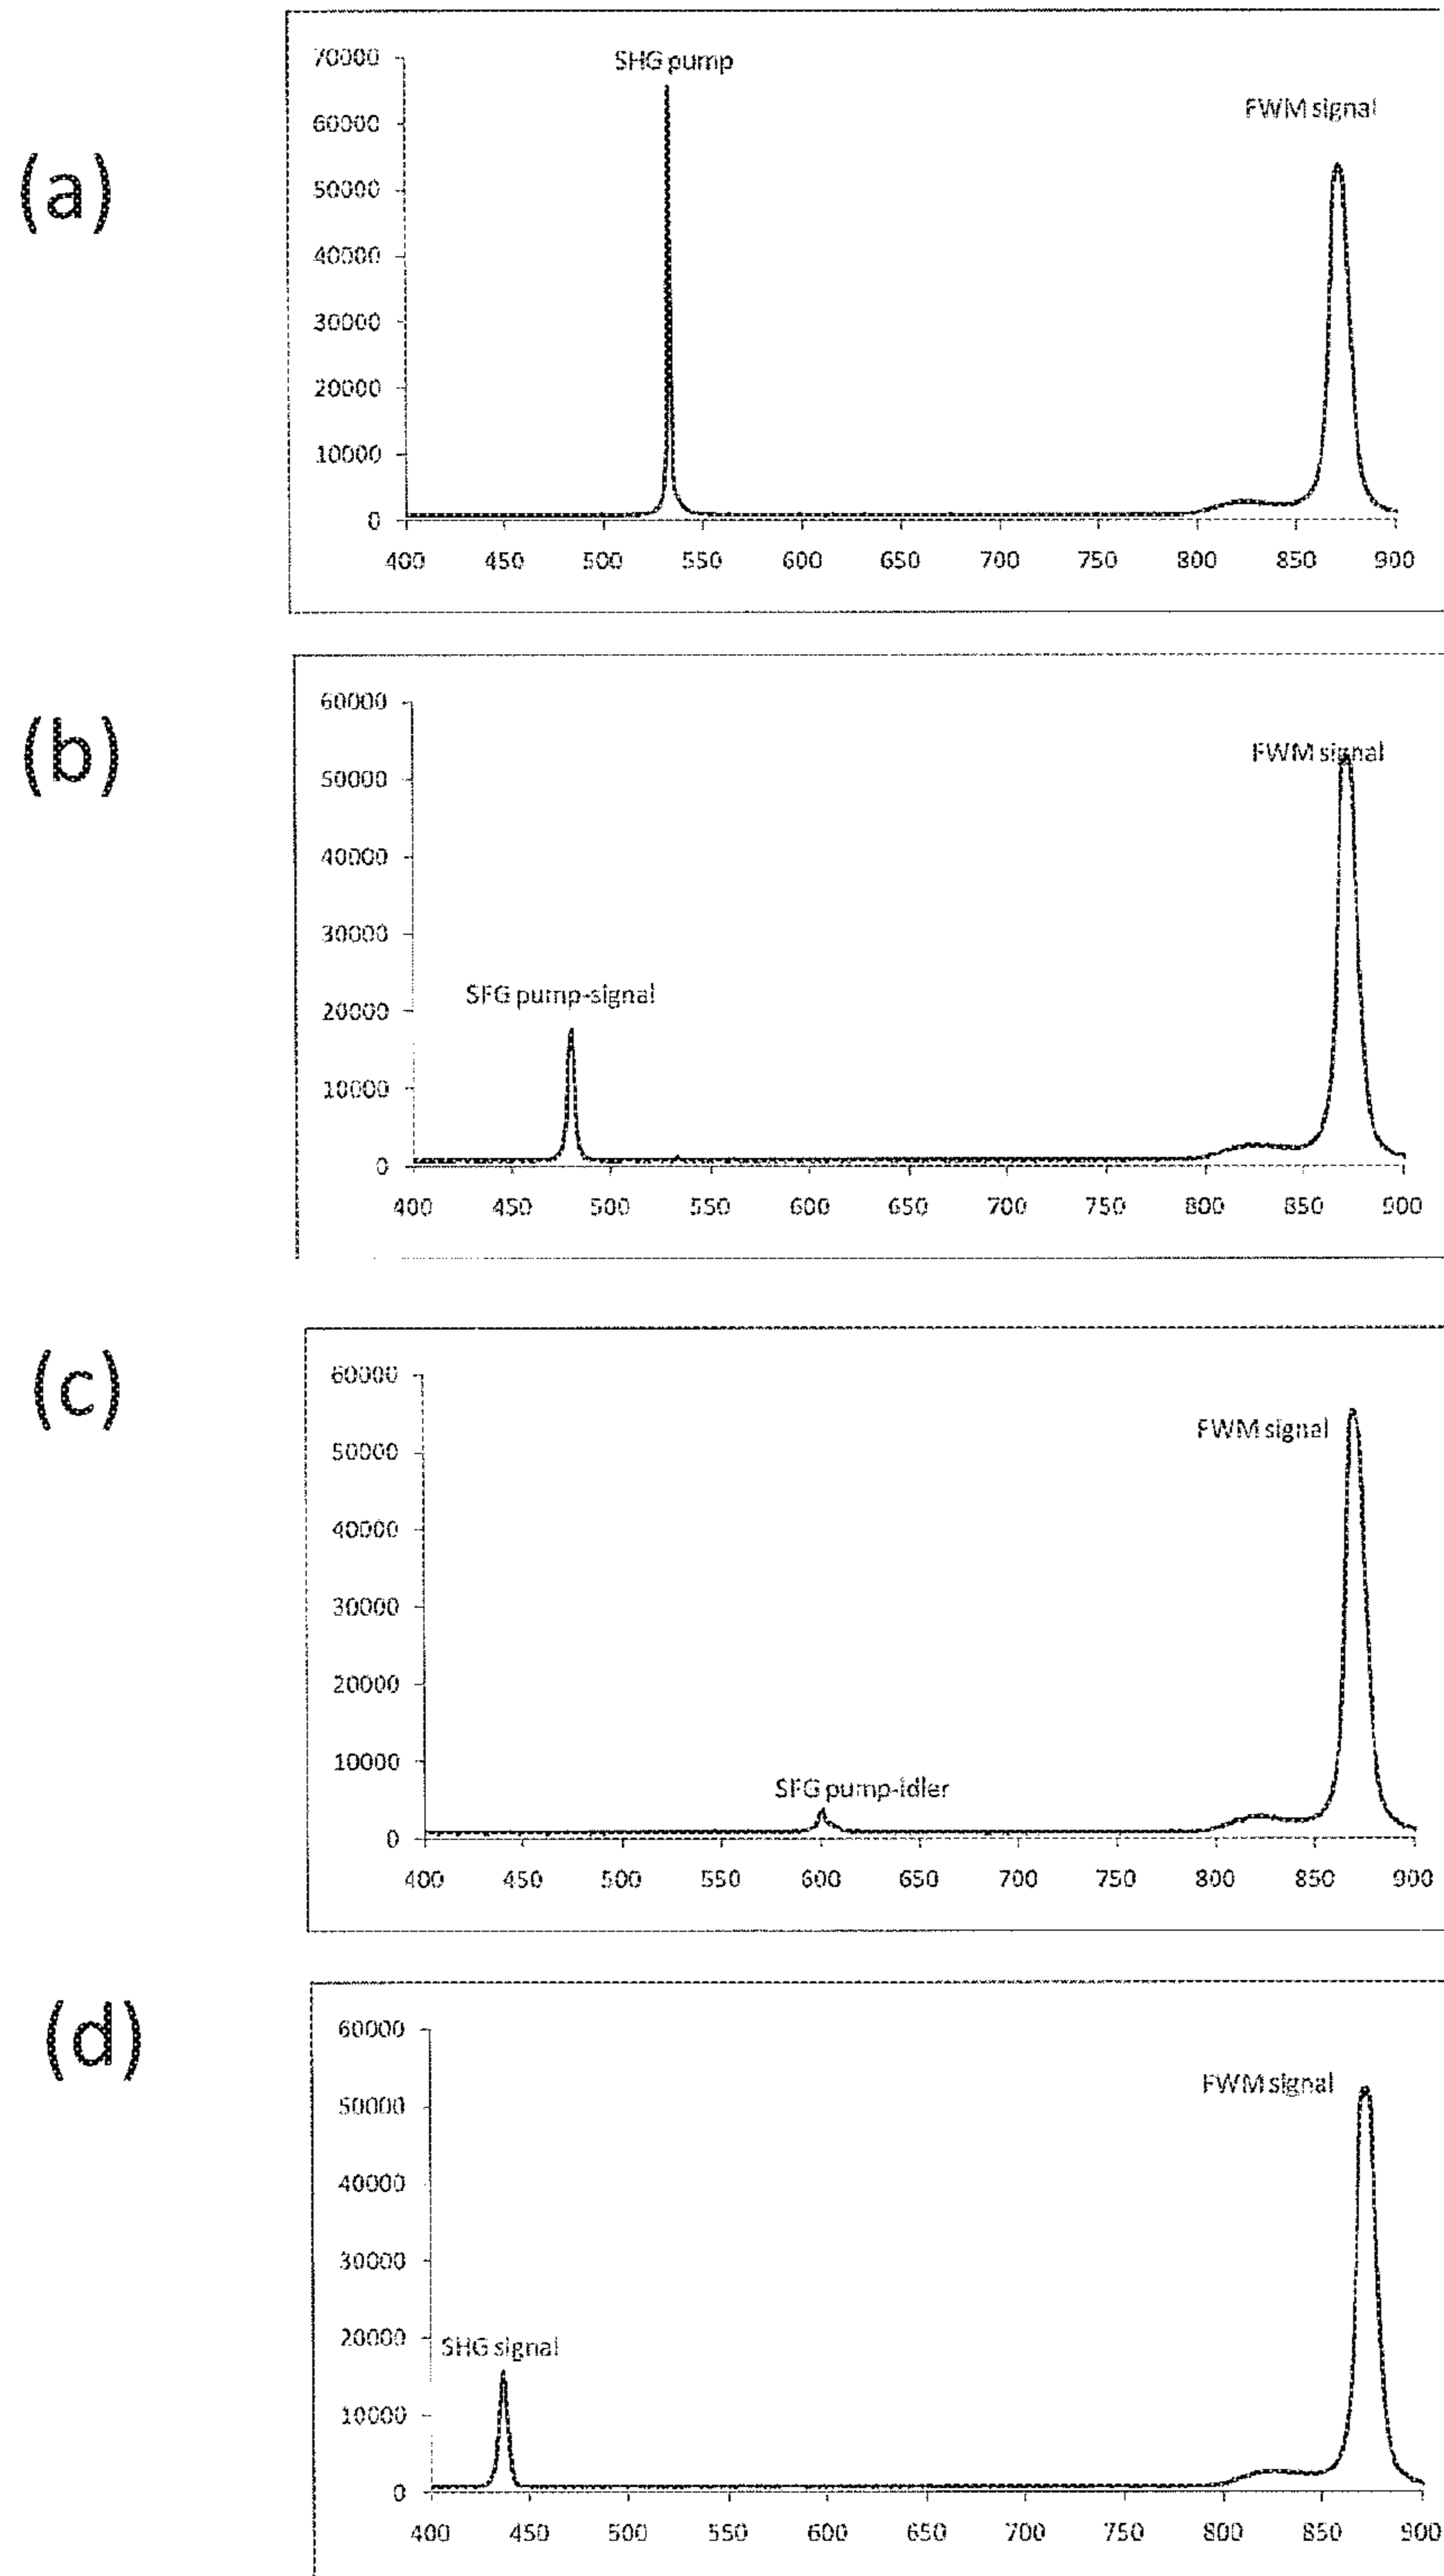 (a)
SHG pump
FWM signal
70000
60000
50000
40000
30000
20000
10000
0
400 450 500 550 600 650 700 750 800 850 900
(b)
FWM signal
SFG pump-signal
60000
50000
40000
30000
20000
10000
0
400 450 500 550 600 650 700 750 800 850 900
(c)
FWM signal
SFG pump-idler
60000
50000
40000
30000
20000
10000
0
400 450 500 550 600 650 700 750 800 850 900
(d)
FWM signal
SHG signal
60000
50000
40000
30000
20000
10000
0
400 450 500 550 600 650 700 750 800 850 900